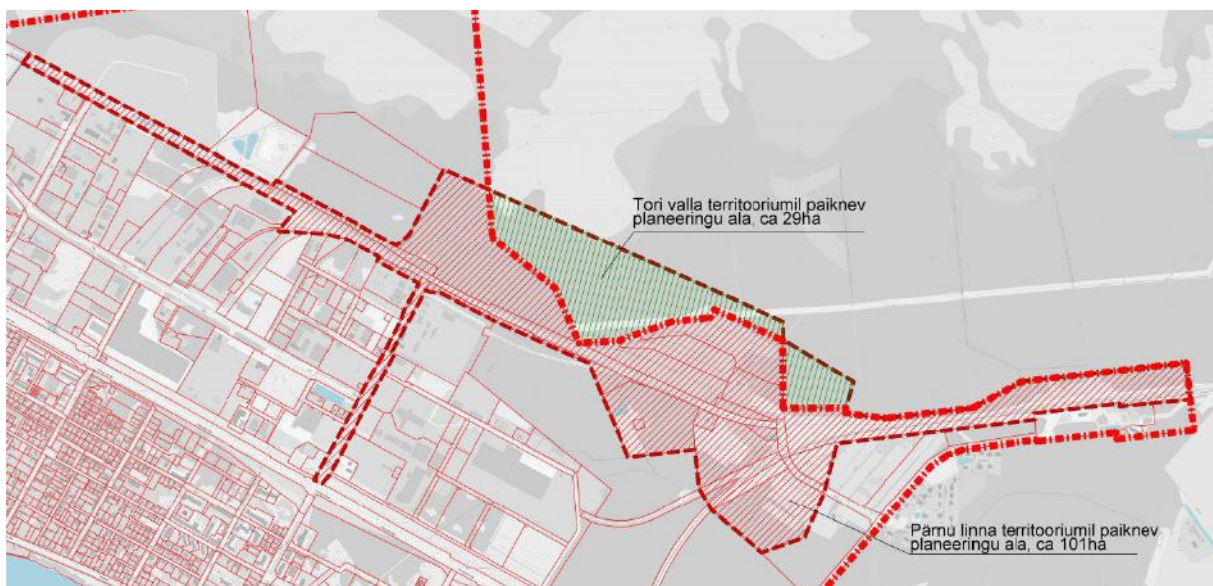 Tori valla territooriumil paiknev
planeeringu ala, ca 29ha
Pärnu linna territooriumil paiknev
planeeringu ala, ca 101ha